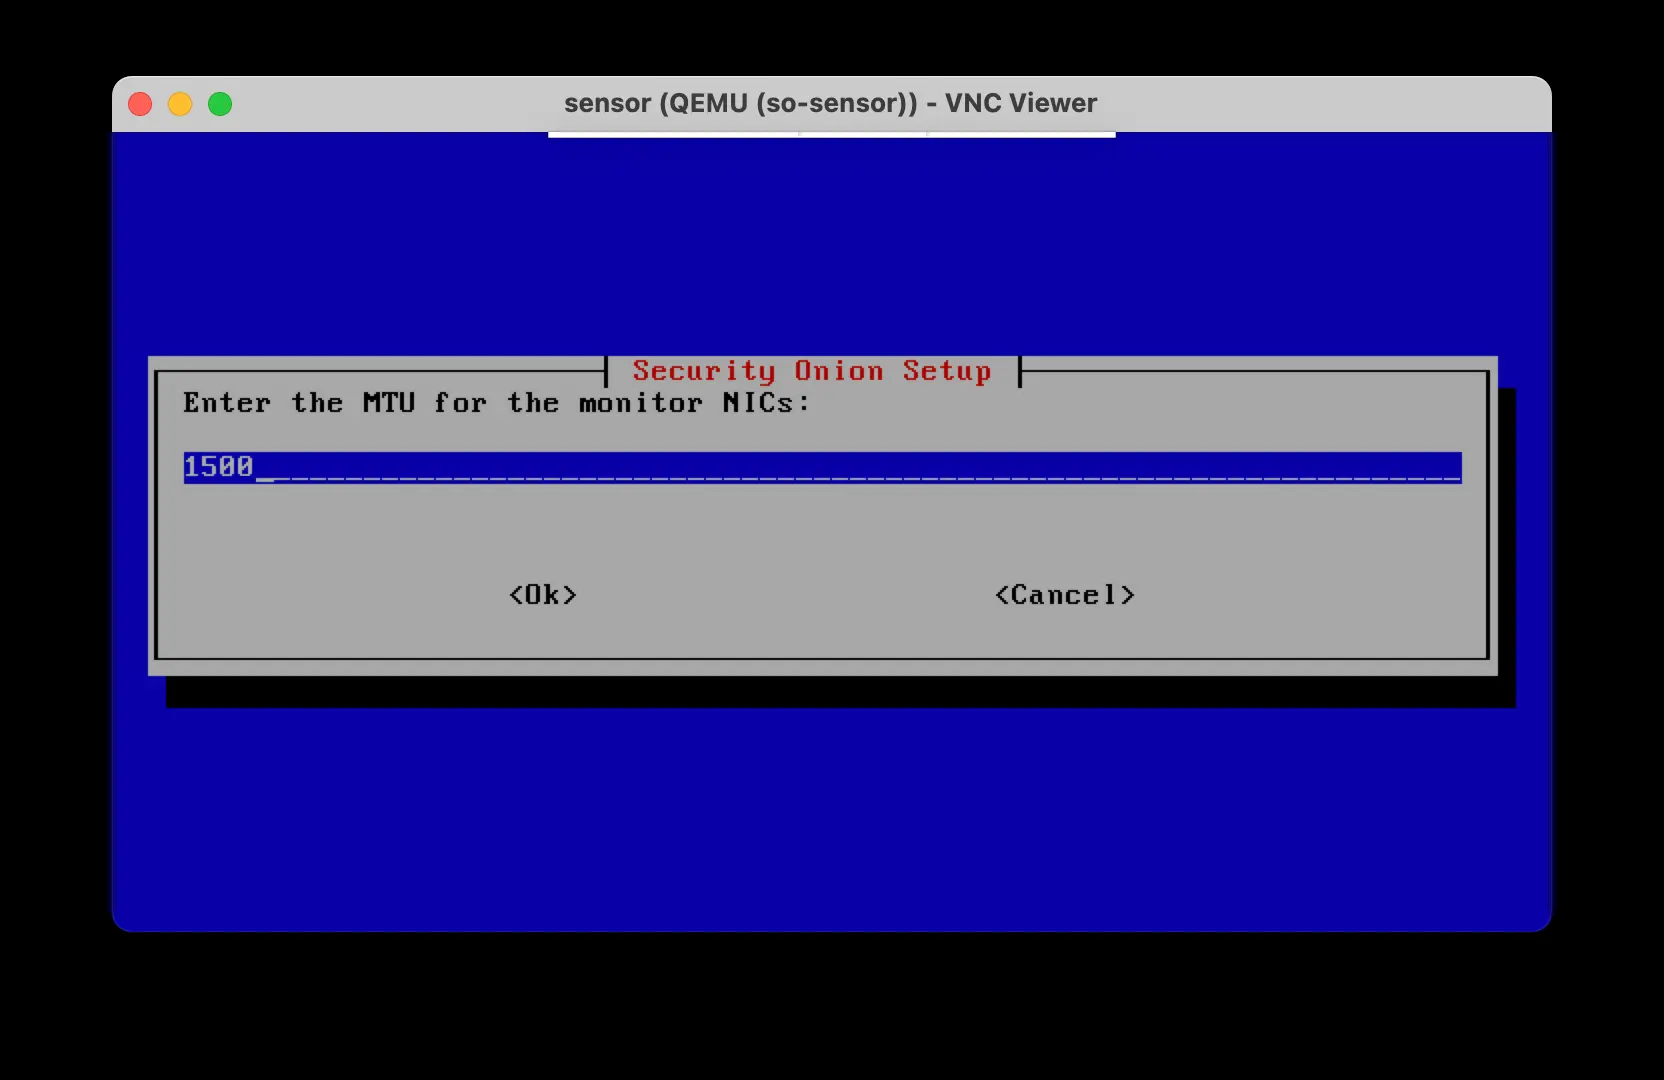 sensor (QEMU (so-sensor)) - VNC Viewer
Security Onion Setup
Enter the MTU for the monitor NICs:
1500
<Ok> <Cancel>